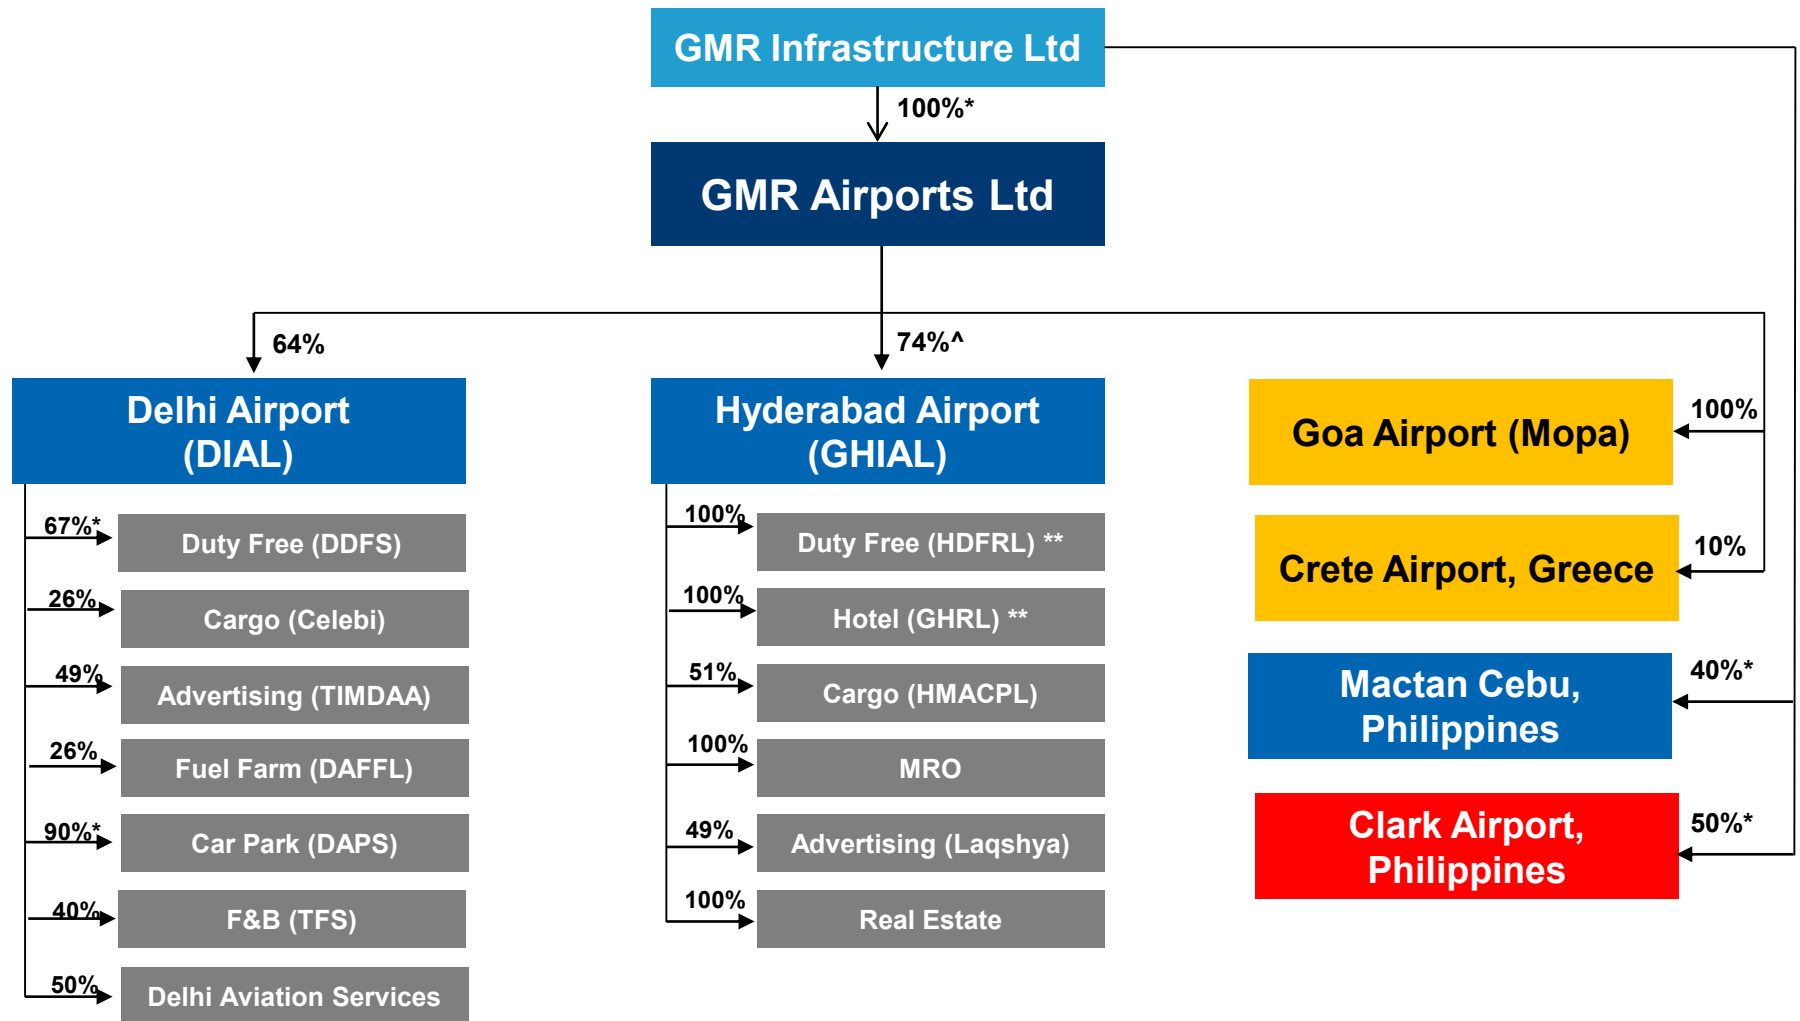 GMR Infrastructure Ltd
100%*
GMR Airports Ltd
64%
74%^
Delhi Airport
(DIAL)
67%*
Duty Free (DDFS)
26%
Cargo (Celebi)
49%
Advertising (TIMDAA)
26%
Fuel Farm (DAFFL)
90%*
Car Park (DAPS)
40%
F&B (TFS)
50%
Delhi Aviation Services
Hyderabad Airport
(GHIAL)
100%
Duty Free (HDFRL) **
100%
Hotel (GHRL) **
51%
Cargo (HMACPL)
100%
MRO
49%
Advertising (Laqshya)
100%
Real Estate
Goa Airport (Mopa)
100%
Crete Airport, Greece
10%
Mactan Cebu,
Philippines
40%*
Clark Airport,
Philippines
50%*